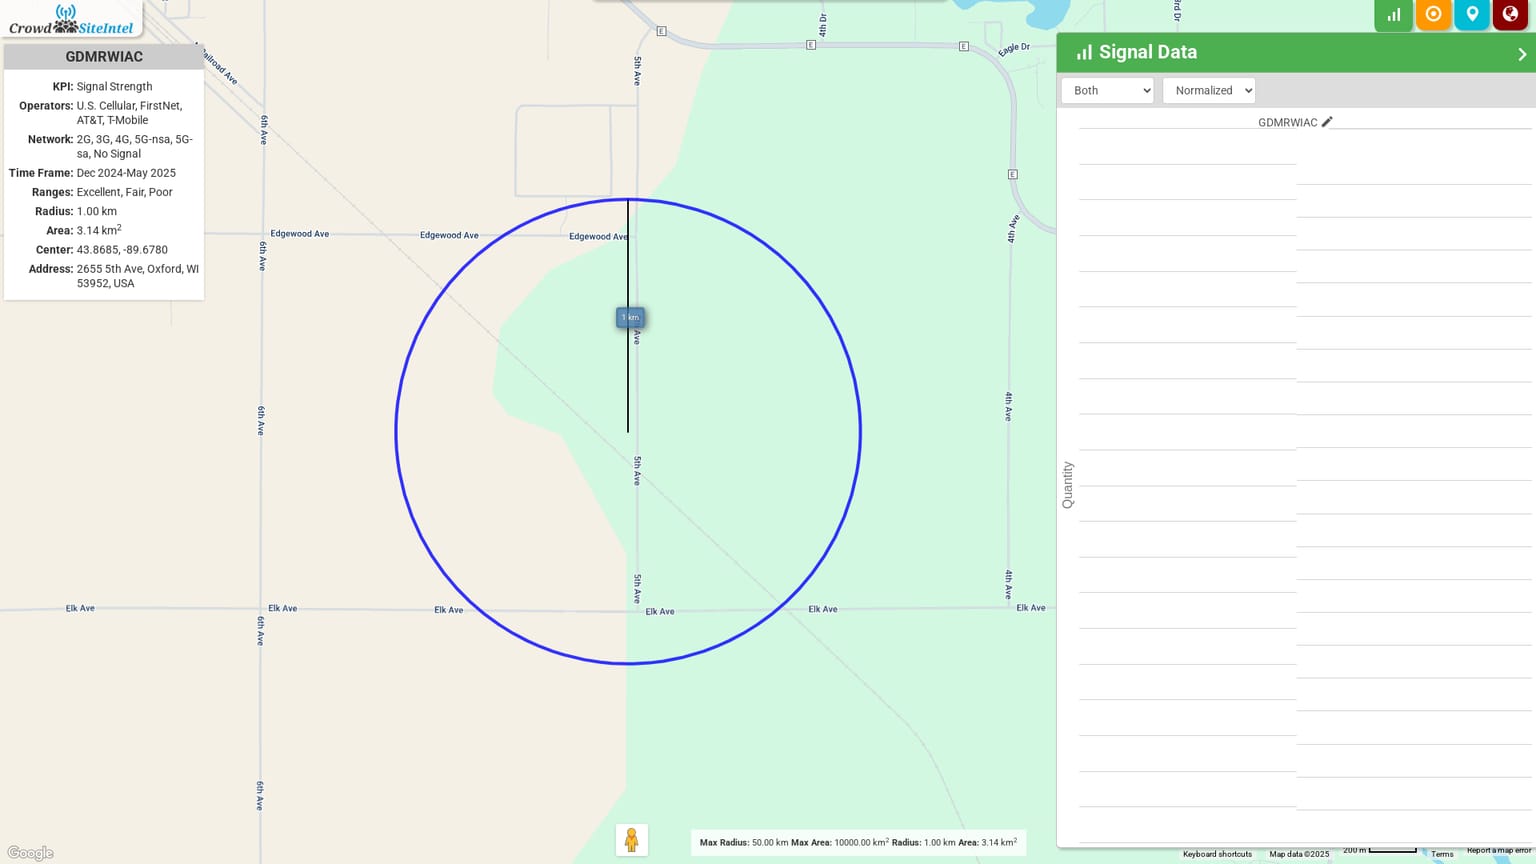 Crowd SiteIntel
GDMRWIAC
KPI: Signal Strength
Operators: U.S. Cellular, FirstNet,
AT&T, T-Mobile
Network: 2G, 3G, 4G, 5G-nsa, 5G-
sa, No Signal
Time Frame: Dec 2024-May 2025
Ranges: Excellent, Fair, Poor
Radius: 1.00 km
Area: 3.14 km²
Center: 43.8685, -89.6780
Address: 2655 5th Ave, Oxford, WI
53952, USA
Railroad Ave
6th Ave
6th Ave
6th Ave
6th Ave
6th Ave
Edgewood Ave
Edgewood Ave
Edgewood Ave
5th Ave
1 km
Ave
5th Ave
5th Ave
E
E
E
E
4th Dr
Eagle Dr
3rd Dr
4th Ave
4th Ave
4th Ave
Elk Ave
Elk Ave
Elk Ave
Elk Ave
Elk Ave
Elk Ave
Signal Data
Both
Normalized
GDMRWIAC
Quantity
Max Radius: 50.00 km Max Area: 10000.00 km² Radius: 1.00 km Area: 3.14 km²
Google
Keyboard shortcuts
Map data ©2025
200 m
Terms
Report a map error